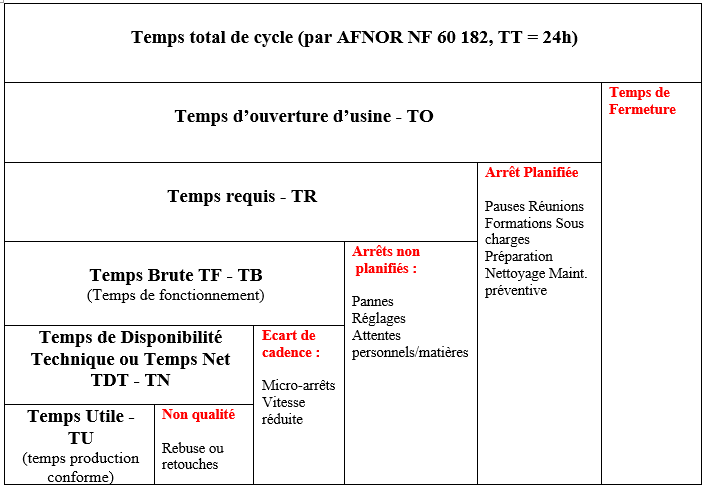 Temps total de cycle (par AFNOR NF 60 182, TT = 24h)
Temps d’ouverture d’usine - TO
Temps de
Fermeture
Temps requis - TR
Arrêt Planifiée
Pauses Réunions
Formations Sous
charges
Préparation
Nettoyage Maint.
préventive
Temps Brute TF - TB
(Temps de fonctionnement)
Arrêts non
planifiés :
Pannes
Réglages
Attentes
personnels/matières
Temps de Disponibilité
Technique ou Temps Net
TDT - TN
Ecart de
cadence :
Micro-arrêts
Vitesse
réduite
Temps Utile -
TU
(temps production
conforme)
Non qualité
Rebuse ou
retouches